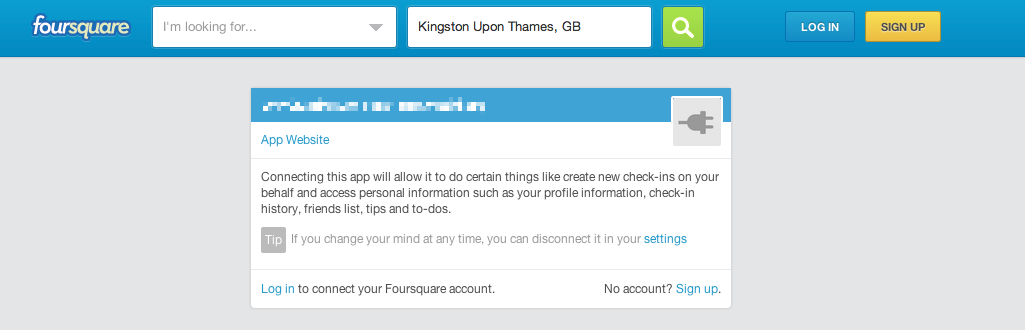 foursquare
I'm looking for...
Kingston Upon Thames, GB
LOG IN
SIGN UP
App Website
Connecting this app will allow it to do certain things like create new check-ins on your
behalf and access personal information such as your profile information, check-in
history, friends list, tips and to-dos.
Tip If you change your mind at any time, you can disconnect it in your settings
Log in to connect your Foursquare account.
No account? Sign up.